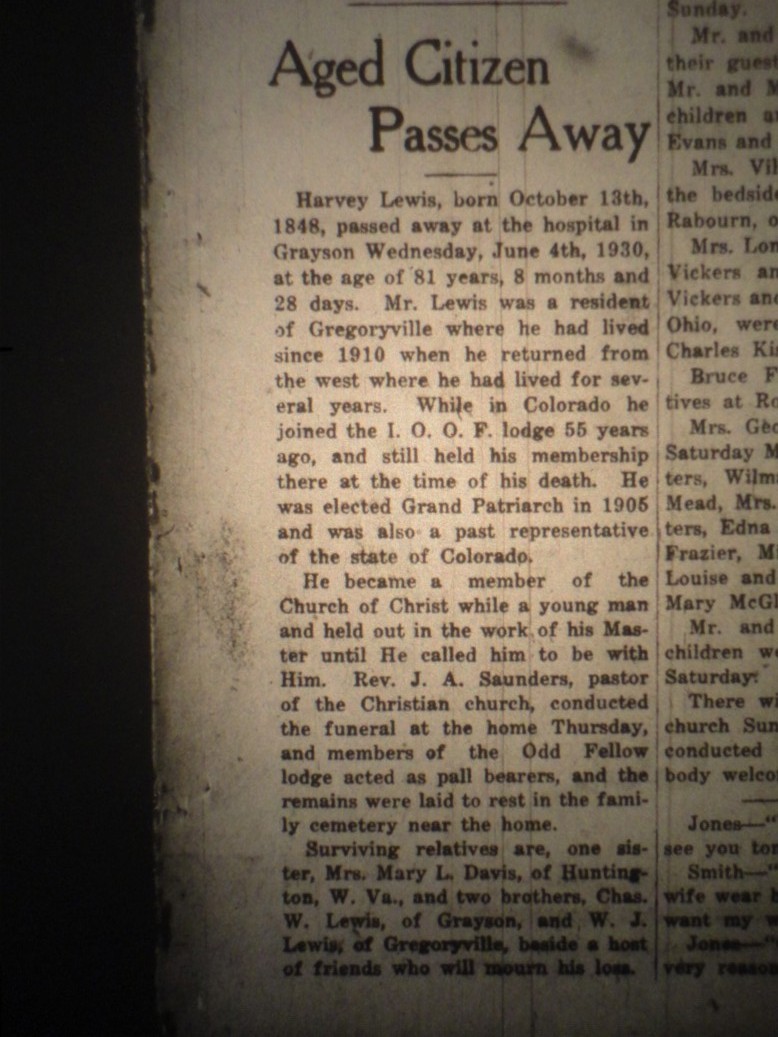 Aged Citizen
Passes Away
Harvey Lewis, born October 13th,
1848, passed away at the hospital in
Grayson Wednesday, June 4th, 1930,
at the age of 81 years, 8 months and
28 days. Mr. Lewis was a resident
of Gregoryville where he had lived
since 1910 when he returned from
the west where he had lived for sev-
eral years. While in Colorado he
joined the I. O. O. F. lodge 55 years
ago, and still held his membership
there at the time of his death. He
was elected Grand Patriarch in 1905
and was also a past representative
of the state of Colorado.
He became a member of the
Church of Christ while a young man
and held out in the work of his Mas-
ter until He called him to be with
Him. Rev. J. A. Saunders, pastor
of the Christian church, conducted
the funeral at the home Thursday,
and members of the Odd Fellow
lodge acted as pall bearers, and the
remains were laid to rest in the fami-
ly cemetery near the home.
Surviving relatives are, one sis-
ter, Mrs. Mary L. Davis, of Hunting-
ton, W. Va., and two brothers, Chas.
W. Lewis, of Grayson, and W. J.
Lewis, of Gregoryville, beside a host
of friends who will mourn his loss.
Sunday.
Mr. and
their
Mr. and
children
Evans and
Mrs.
the
Rabourn,
Mrs.
Vickers
Vickers
Ohio, were
Charles
Bruce
tives at
Mrs.
Saturday
ters,
Mead, Mrs.
ters, Edna
Frazier,
Louise and
Mary
Mr. and
children
Saturday.
There
church
conducted
body
Jones—"
see you
Smith—"
wife wear
want my
Jones—"
very